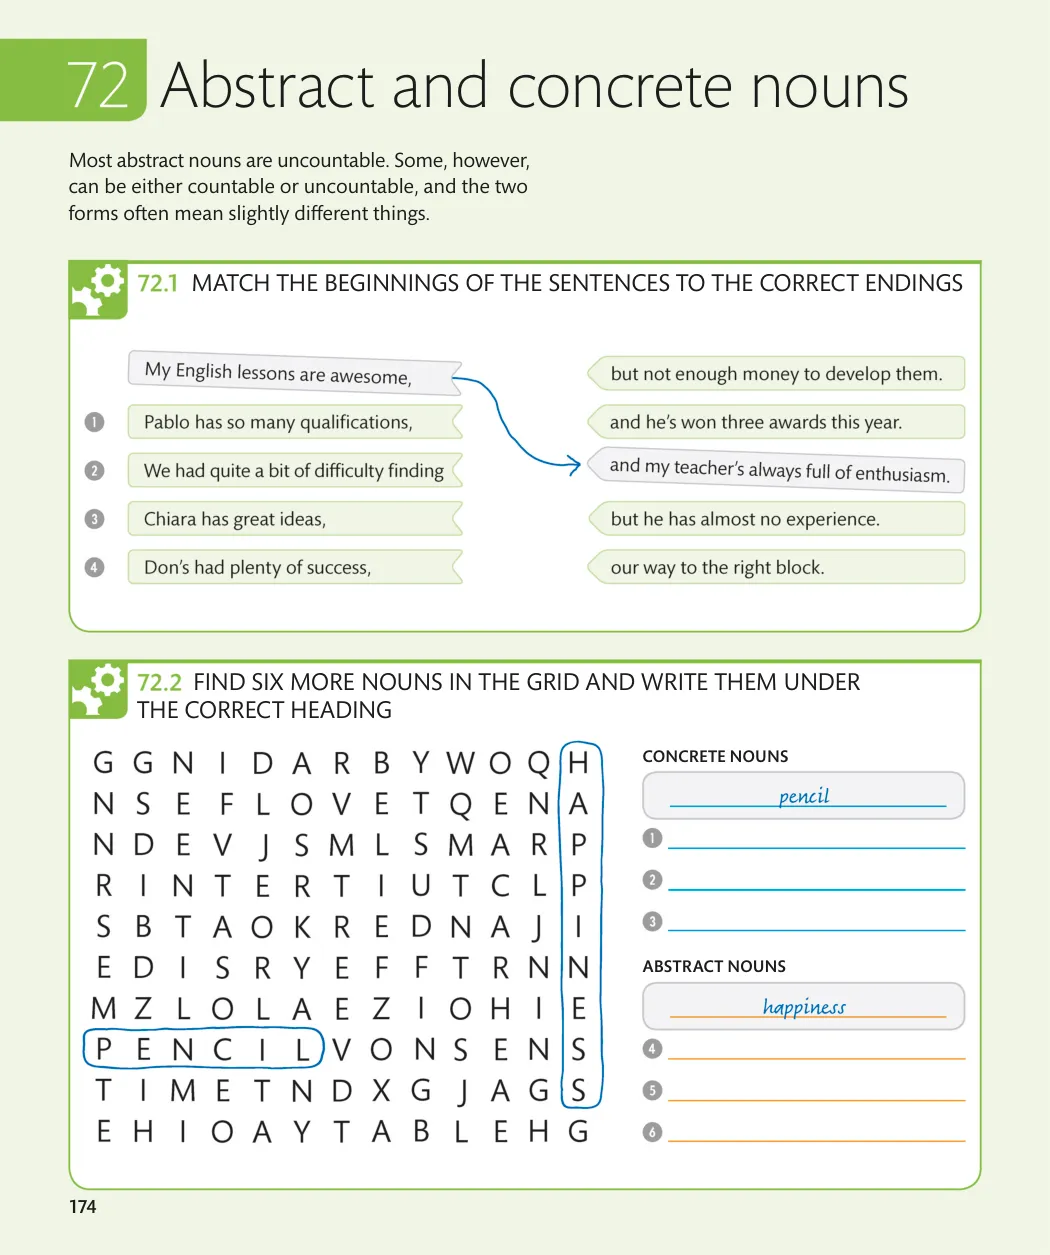 72 Abstract and concrete nouns
Most abstract nouns are uncountable. Some, however,
can be either countable or uncountable, and the two
forms often mean slightly different things.
72.1 MATCH THE BEGINNINGS OF THE SENTENCES TO THE CORRECT ENDINGS
My English lessons are awesome,
but not enough money to develop them.
1 Pablo has so many qualifications,
and he's won three awards this year.
2 We had quite a bit of difficulty finding
and my teacher's always full of enthusiasm.
3 Chiara has great ideas,
but he has almost no experience.
4 Don's had plenty of success,
our way to the right block.
72.2 FIND SIX MORE NOUNS IN THE GRID AND WRITE THEM UNDER
THE CORRECT HEADING
G G N I D A R B Y W O Q H
N S E F L O V E T Q E N A
N D E V J S M L S M A R P
R I N T E R T I U T C L P
S B T A O K R E D N A J I
E D I S R Y E F F T R N N
M Z L O L A E Z I O H I E
P E N C I L V O N S E N S
T I M E T N D X G J A G S
E H I O A Y T A B L E H G
CONCRETE NOUNS
pencil
1
2
3
ABSTRACT NOUNS
happiness
4
5
6
174